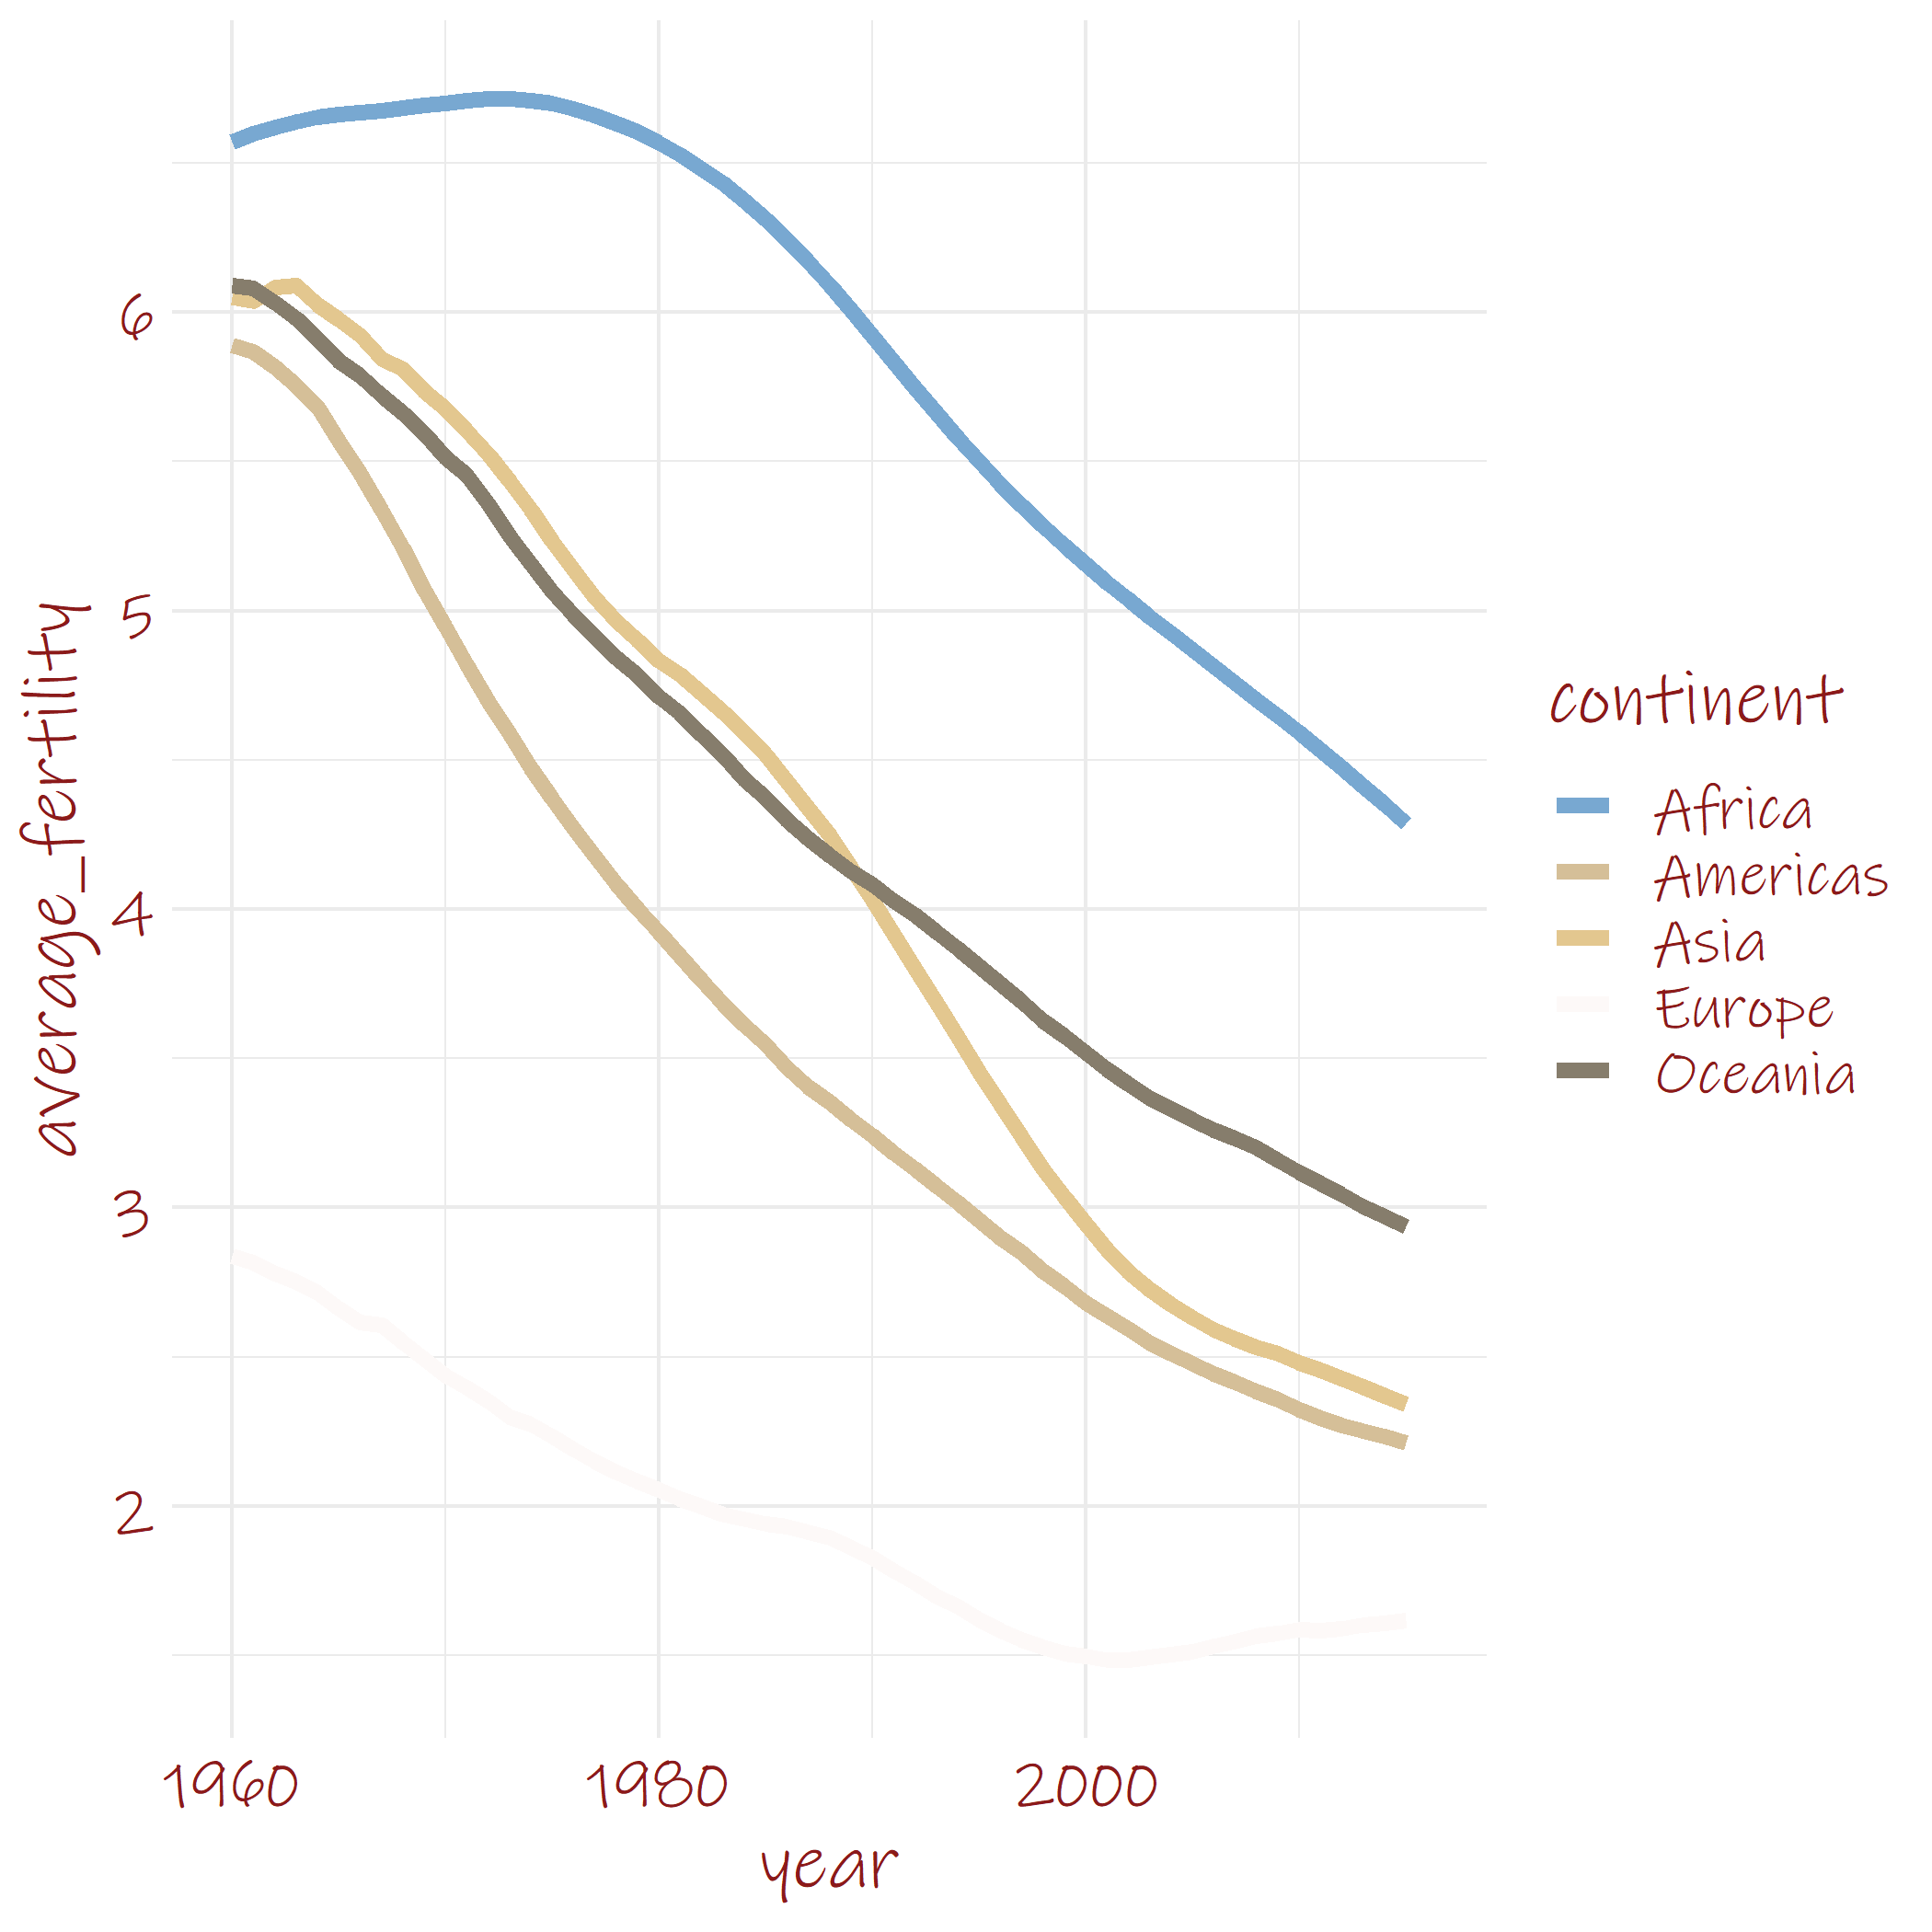 average_fertility
6
5
4
3
2
1960
1980
2000
year
continent
Africa
Americas
Asia
Europe
Oceania